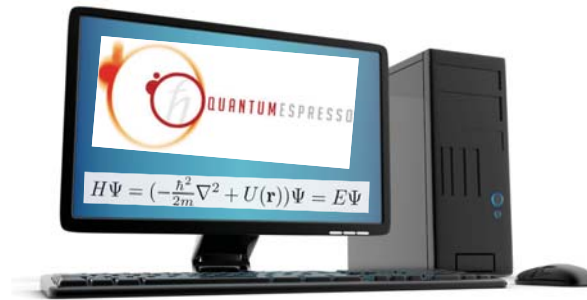 ħ QUANTUMESPRESSO
HΨ = (-ħ²/2m ∇² + U(r))Ψ = EΨ